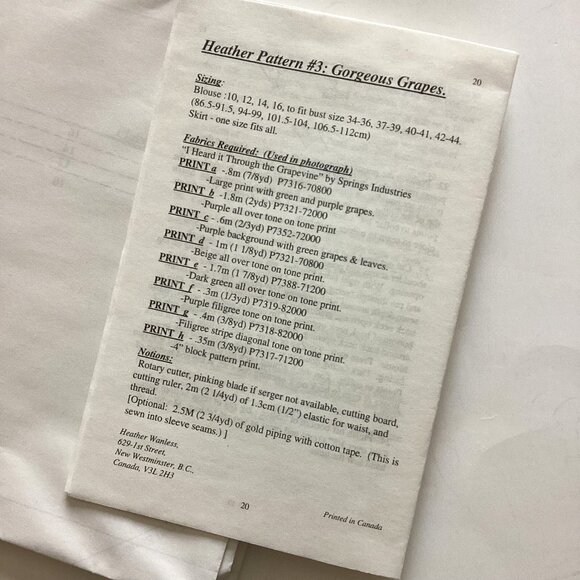 Heather Pattern #3: Gorgeous Grapes.
20
Sizing:
Blouse :10, 12, 14, 16, to fit bust size 34-36, 37-39, 40-41, 42-44.
(86.5-91.5, 94-99, 101.5-104, 106.5-112cm)
Skirt - one size fits all.
Fabrics Required: (Used in photograph)
"I Heard it Through the Grapevine" by Springs Industries
PRINT a - .8m (7/8yd) P7316-70800
-Large print with green and purple grapes.
PRINT b -1.8m (2yds) P7321-72000
-Purple all over tone on tone print
PRINT c - .6m (2/3yd) P7352-72000
-Purple background with green grapes & leaves.
PRINT d - 1m (1 1/8yd) P7321-70800
-Beige all over tone on tone print.
PRINT e - 1.7m (1 7/8yd) P7388-71200
-Dark green all over tone on tone print.
PRINT f - .3m (1/3yd) P7319-82000
-Purple filigree tone on tone print.
PRINT g - .4m (3/8yd) P7318-82000
-Filigree stripe diagonal tone on tone print.
PRINT h - .35m (3/8yd) P7317-71200
-4" block pattern print.
Notions:
Rotary cutter, pinking blade if serger not available, cutting board,
cutting ruler, 2m (2 1/4yd) of 1.3cm (1/2") elastic for waist, and
thread.
[Optional: 2.5M (2 3/4yd) of gold piping with cotton tape. (This is
sewn into sleeve seams.) ]
Heather Wanless,
629-1st Street,
New Westminster, B.C.,
Canada, V3L 2H3
20
Printed in Canada